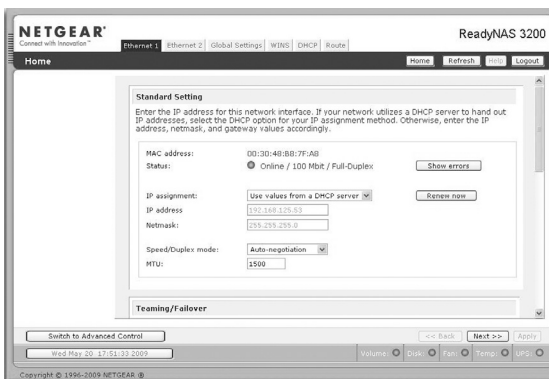 NETGEAR®
Connect with Innovation™
ReadyNAS 3200
Ethernet 1 Ethernet 2 Global Settings WINS DHCP Route
Home
Home Refresh Help Logout
Standard Setting
Enter the IP address for this network interface. If your network utilizes a DHCP server to hand out
IP addresses, select the DHCP option for your IP assignment method. Otherwise, enter the IP
address, netmask, and gateway values accordingly.
MAC address: 00:30:48:B8:7F:A8
Status: Online / 100 Mbit / Full-Duplex Show errors
IP assignment: Use values from a DHCP server Renew now
IP address 192.168.125.53
Netmask: 255.255.255.0
Speed/Duplex mode: Auto-negotiation
MTU: 1500
Teaming/Failover
Switch to Advanced Control << Back Next >> Apply
Wed May 20 17:51:33 2009 Volume: Disk: Fan: Temp: UPS:
Copyright © 1996-2009 NETGEAR ®